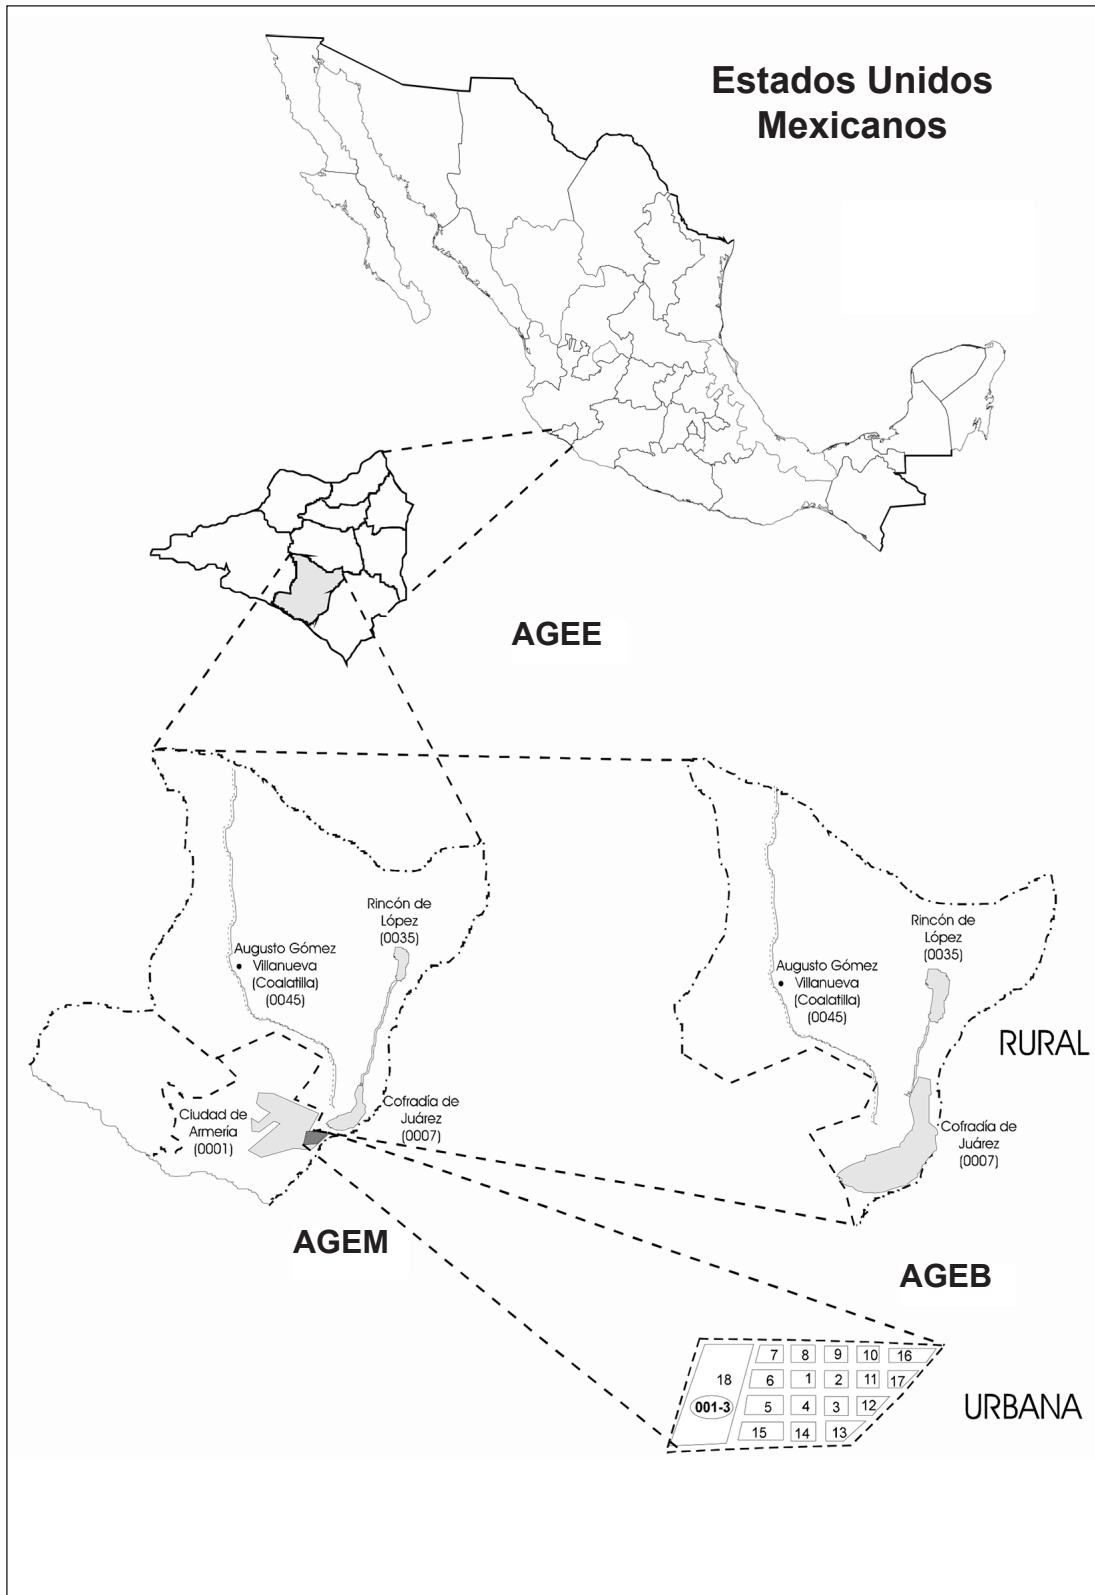 Estados Unidos
Mexicanos
AGEE
Rincón de
López
(0035)
Augusto Gómez
Villanueva
(Coalatilla)
(0045)
Ciudad de
Armería
(0001)
Cofradía de
Juárez
(0007)
AGEM
Rincón de
López
(0035)
Augusto Gómez
Villanueva
(Coalatilla)
(0045)
RURAL
Cofradía de
Juárez
(0007)
AGEB
7 8 9 10 16
18 6 1 2 11 17
001-3 5 4 3 12
15 14 13
URBANA